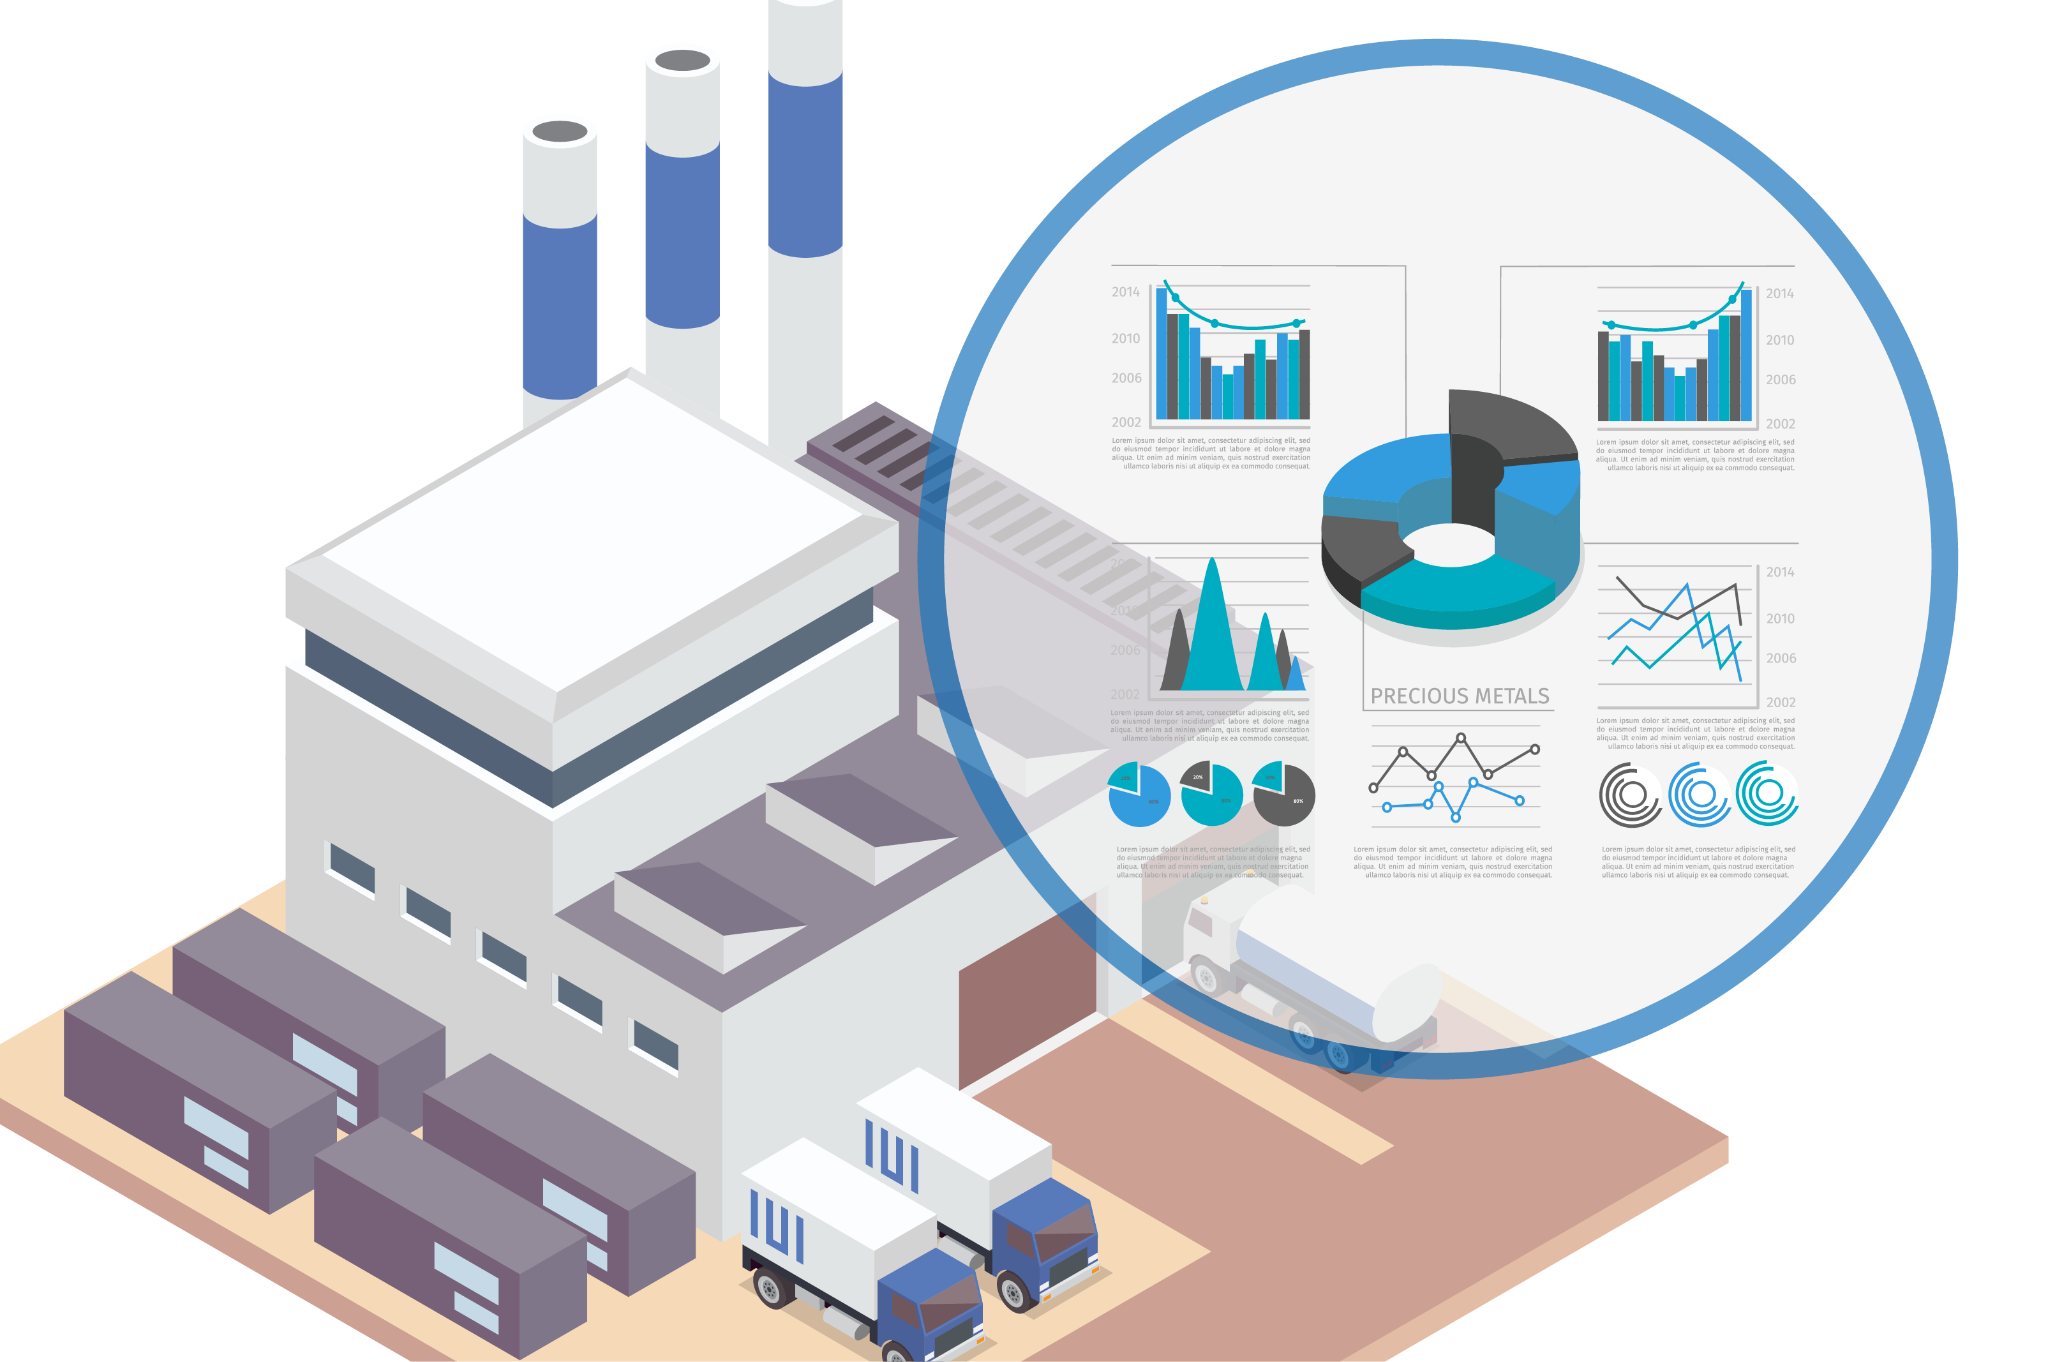 2014
2010
2006
2002
Lorem ipsum dolor sit amet, consectetur adipiscing elit, sed
do eiusmod tempor incididunt ut labore et dolore magna
aliqua. Ut enim ad minim veniam, quis nostrud exercitation
ullamco laboris nisi ut aliquip ex ea commodo consequat.
2014
2010
2006
2002
Lorem ipsum dolor sit amet, consectetur adipiscing elit, sed
do eiusmod tempor incididunt ut labore et dolore magna
aliqua. Ut enim ad minim veniam, quis nostrud exercitation
ullamco laboris nisi ut aliquip ex ea commodo consequat.
2006
2002
Lorem ipsum dolor sit amet, consectetur adipiscing elit, sed
do eiusmod tempor incididunt ut labore et dolore magna
aliqua. Ut enim ad minim veniam, quis nostrud exercitation
ullamco laboris nisi ut aliquip ex ea commodo consequat.
PRECIOUS METALS
2014
2010
2006
2002
Lorem ipsum dolor sit amet, consectetur adipiscing elit, sed
do eiusmod tempor incididunt ut labore et dolore magna
aliqua. Ut enim ad minim veniam, quis nostrud exercitation
ullamco laboris nisi ut aliquip ex ea commodo consequat.
20%
80%
Lorem ipsum dolor sit amet, consectetur adipiscing elit, sed
do eiusmod tempor incididunt ut labore et dolore magna
aliqua. Ut enim ad minim veniam, quis nostrud exercitation
ullamco laboris nisi ut aliquip ex ea commodo consequat.
Lorem ipsum dolor sit amet, consectetur adipiscing elit, sed
do eiusmod tempor incididunt ut labore et dolore magna
aliqua. Ut enim ad minim veniam, quis nostrud exercitation
ullamco laboris nisi ut aliquip ex ea commodo consequat.
Lorem ipsum dolor sit amet, consectetur adipiscing elit, sed
do eiusmod tempor incididunt ut labore et dolore magna
aliqua. Ut enim ad minim veniam, quis nostrud exercitation
ullamco laboris nisi ut aliquip ex ea commodo consequat.